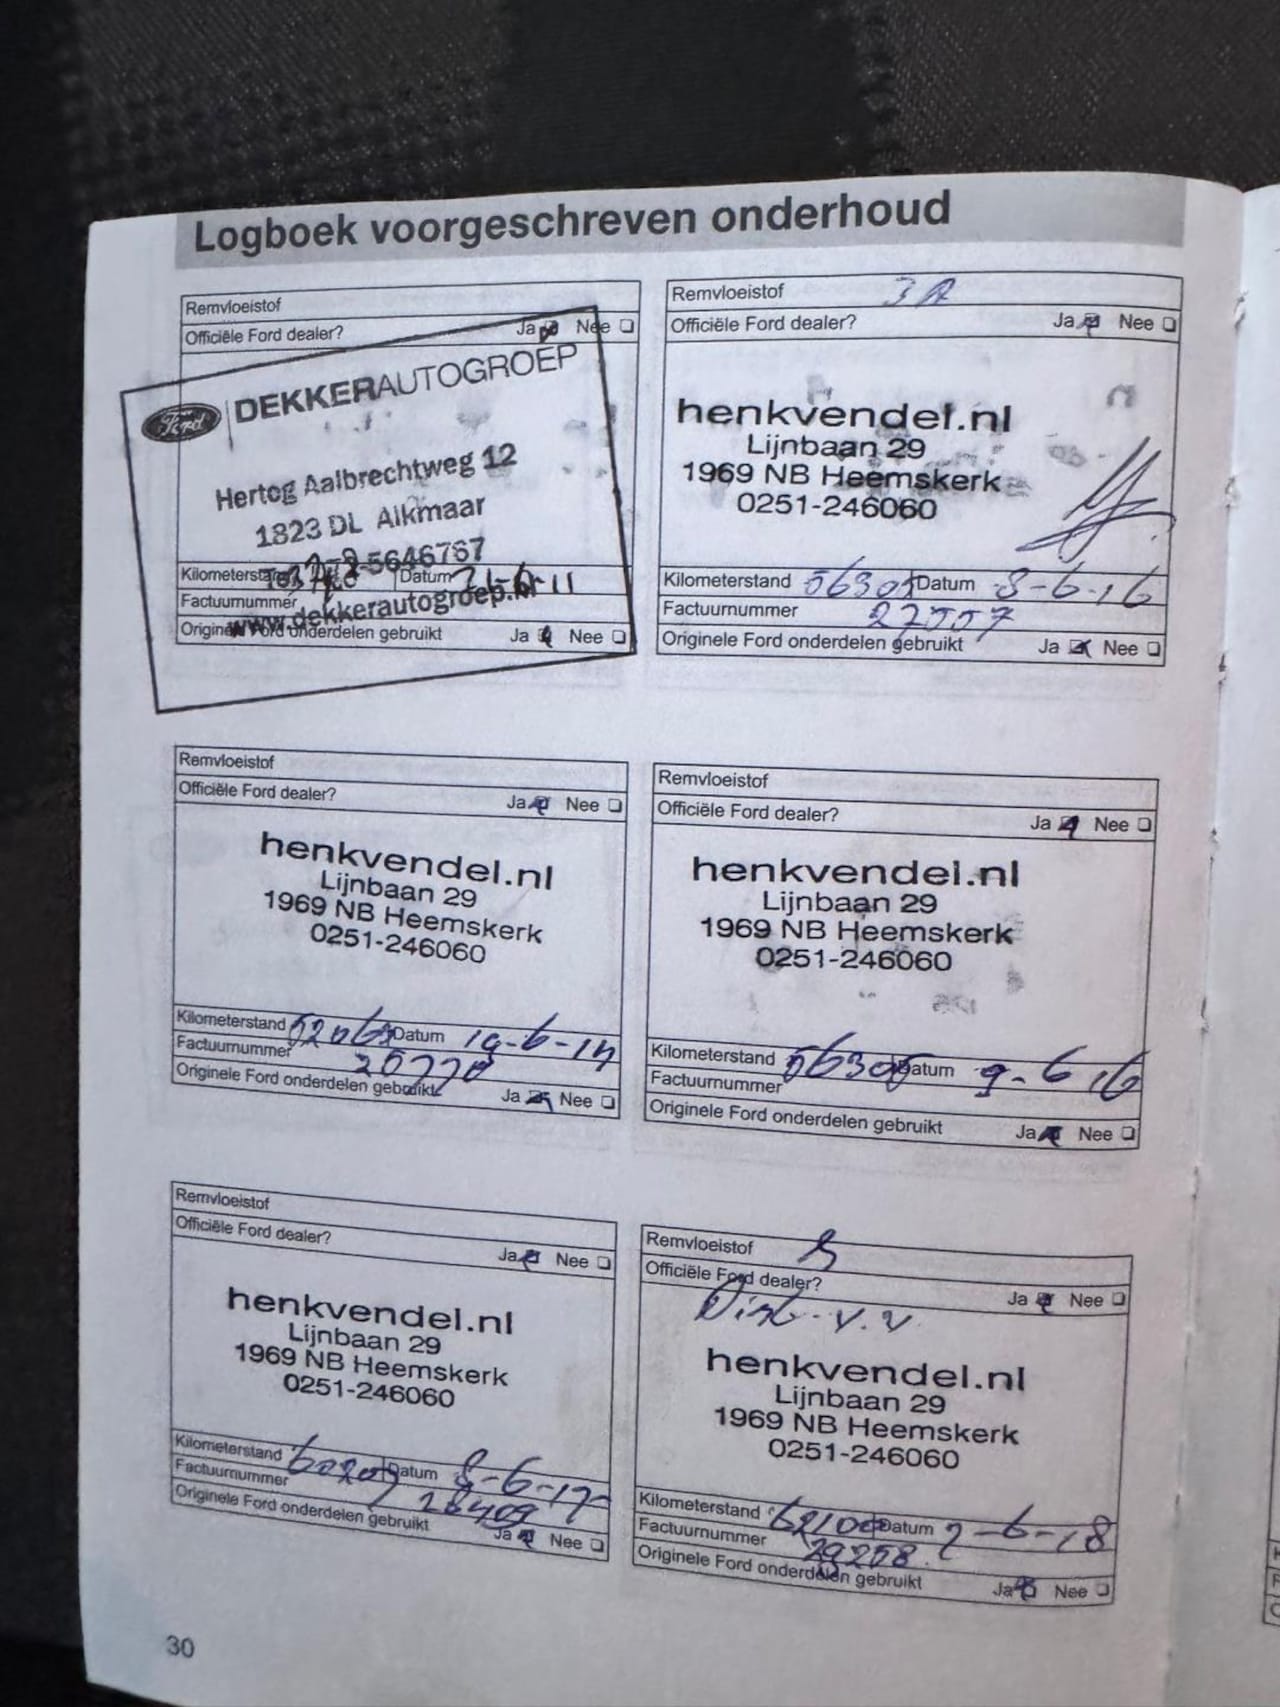 Logboek voorgeschreven onderhoud
Remvloeistof
Officiële Ford dealer? Ja Nee
Ford DEKKERAUTOGROEP
Hertog Aalbrechtweg 12
1823 DL Alkmaar
5646767
Kilometerstand Datum 11
Factuurnummer
www.dekkerautogroep.nl
Originele Ford onderdelen gebruikt Ja Nee
Remvloeistof
Officiële Ford dealer? Ja Nee
henkvendel.nl
Lijnbaan 29
1969 NB Heemskerk
0251-246060
Kilometerstand Datum 8-6-16
Factuurnummer
Originele Ford onderdelen gebruikt Ja Nee
Remvloeistof
Officiële Ford dealer? Ja Nee
henkvendel.nl
Lijnbaan 29
1969 NB Heemskerk
0251-246060
Kilometerstand Datum
Factuurnummer
Originele Ford onderdelen gebruikt Ja Nee
Remvloeistof
Officiële Ford dealer? Ja Nee
henkvendel.nl
Lijnbaan 29
1969 NB Heemskerk
0251-246060
Kilometerstand 56305 Datum 9-6 16
Factuurnummer
Originele Ford onderdelen gebruikt Ja Nee
Remvloeistof
Officiële Ford dealer? Ja Nee
henkvendel.nl
Lijnbaan 29
1969 NB Heemskerk
0251-246060
Kilometerstand Datum 8-6-17
Factuurnummer 28409
Originele Ford onderdelen gebruikt Ja Nee
Remvloeistof
Officiële Ford dealer? Ja Nee
henkvendel.nl
Lijnbaan 29
1969 NB Heemskerk
0251-246060
Kilometerstand 62100 Datum 2-6-18
Factuurnummer 29258
Originele Ford onderdelen gebruikt Ja Nee
30